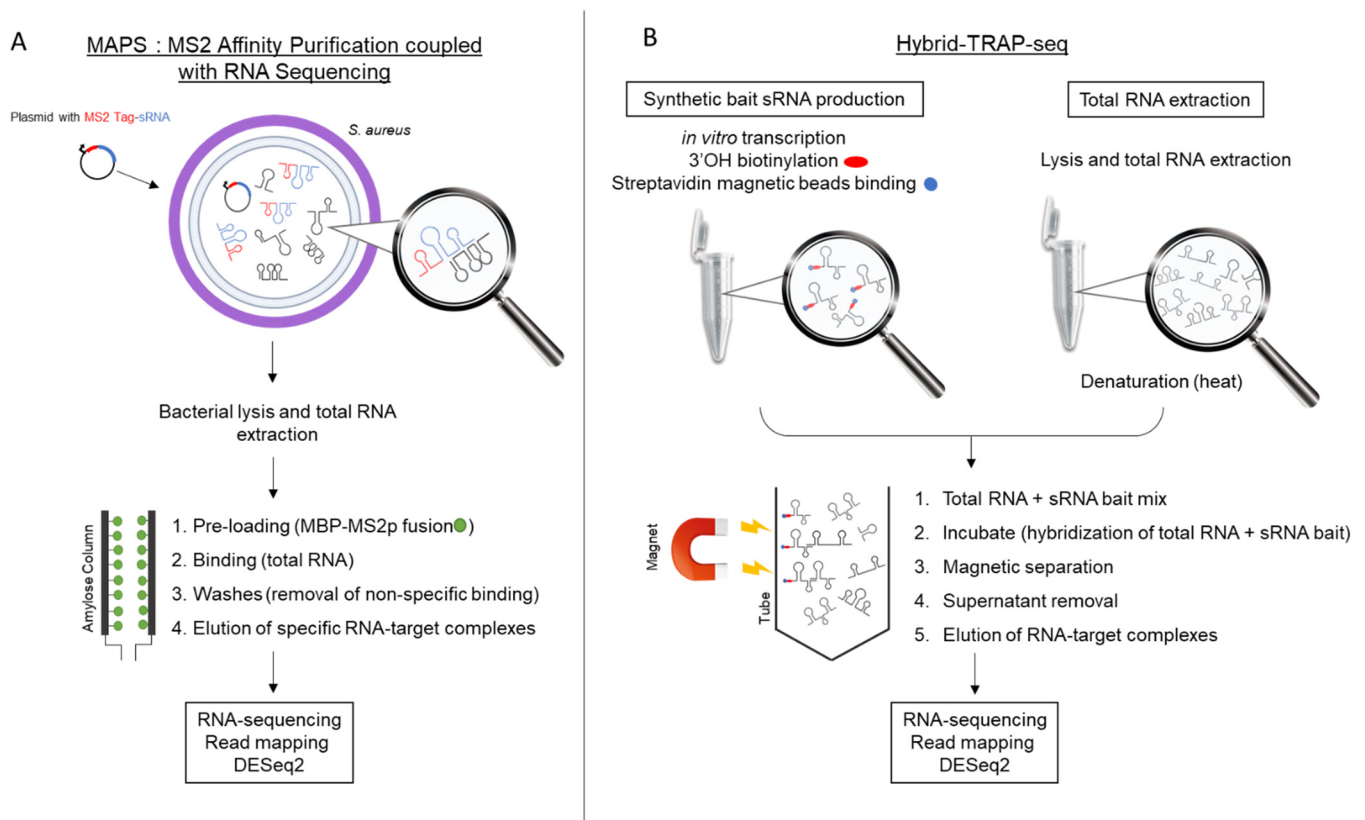 A
MAPS : MS2 Affinity Purification coupled
with RNA Sequencing
Plasmid with MS2 Tag-sRNA
S. aureus
Bacterial lysis and total RNA
extraction
Amylose Column
1. Pre-loading (MBP-MS2p fusion )
2. Binding (total RNA)
3. Washes (removal of non-specific binding)
4. Elution of specific RNA-target complexes
RNA-sequencing
Read mapping
DESeq2
B
Hybrid-TRAP-seq
Synthetic bait sRNA production
in vitro transcription
3'OH biotinylation
Streptavidin magnetic beads binding
Total RNA extraction
Lysis and total RNA extraction
Denaturation (heat)
Magnet
Tube
1. Total RNA + sRNA bait mix
2. Incubate (hybridization of total RNA + sRNA bait)
3. Magnetic separation
4. Supernatant removal
5. Elution of RNA-target complexes
RNA-sequencing
Read mapping
DESeq2